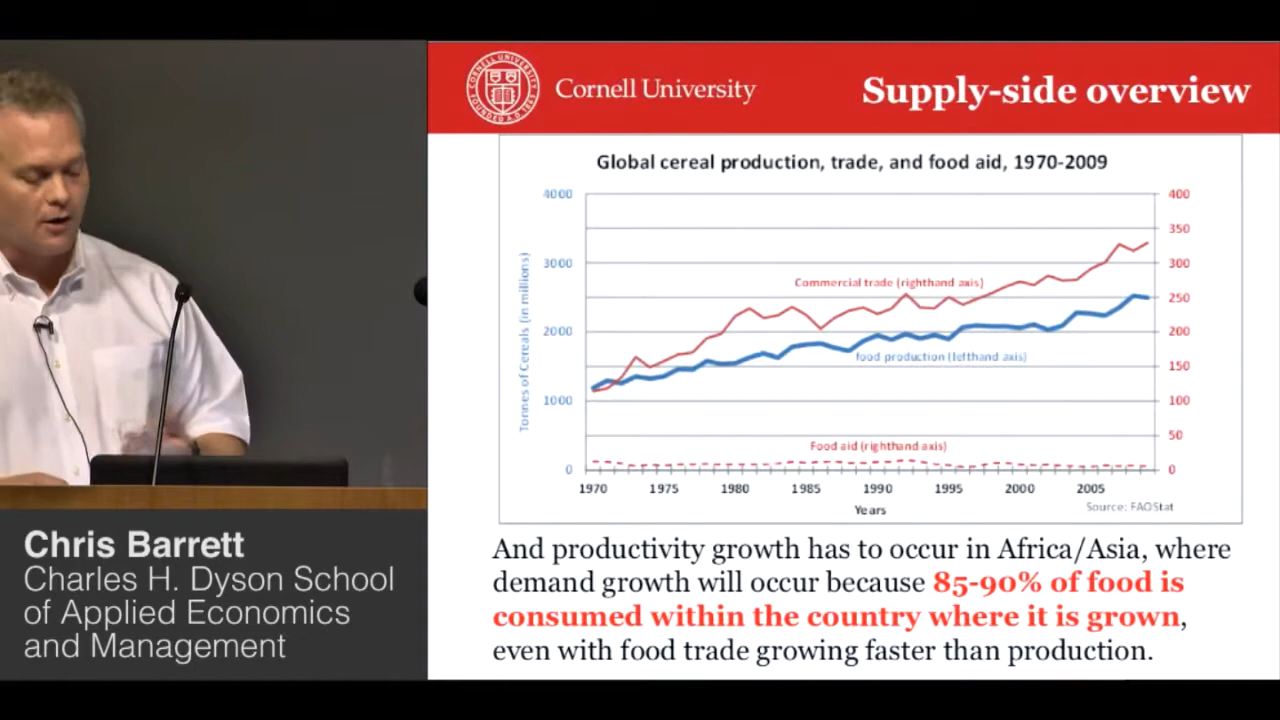 Cornell University
Supply-side overview
Global cereal production, trade, and food aid, 1970-2009
4000
3000
2000
1000
0
Tonnes of Cereals (in millions)
400
350
300
250
200
150
100
50
0
Commercial trade (righthand axis)
food production (lefthand axis)
Food aid (righthand axis)
1970 1975 1980 1985 1990 1995 2000 2005
Years
Source: FAOStat
And productivity growth has to occur in Africa/Asia, where
demand growth will occur because 85-90% of food is
consumed within the country where it is grown,
even with food trade growing faster than production.
Chris Barrett
Charles H. Dyson School
of Applied Economics
and Management